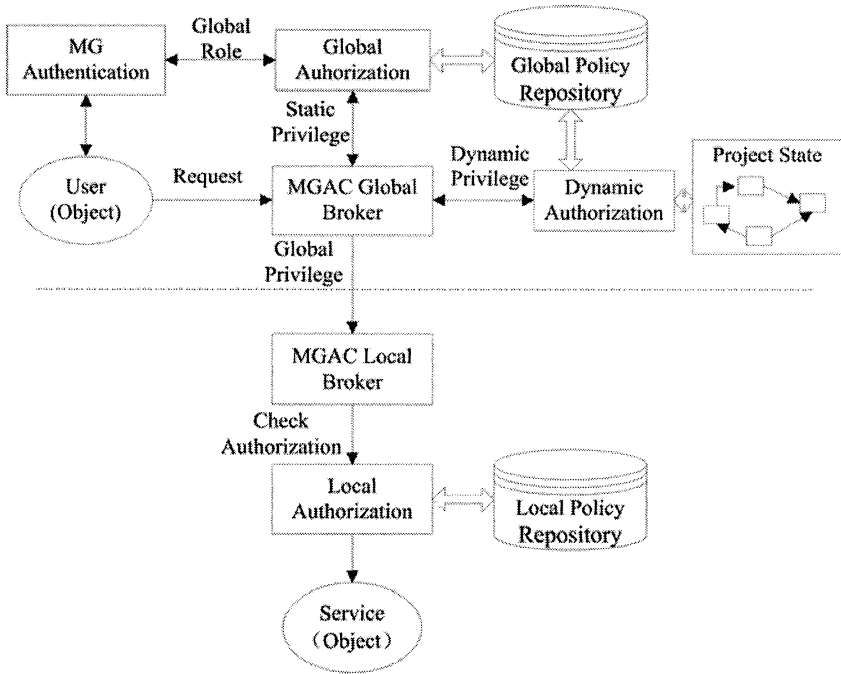 MG
Authentication
Global
Role
Global
Auhorization
Global Policy
Repository
Static
Privilege
User
(Object)
Request
MGAC Global
Broker
Dynamic
Privilege
Dynamic
Authorization
Project State
Global
Privilege
MGAC Local
Broker
Check
Authorization
Local
Authorization
Local Policy
Repository
Service
（Object）